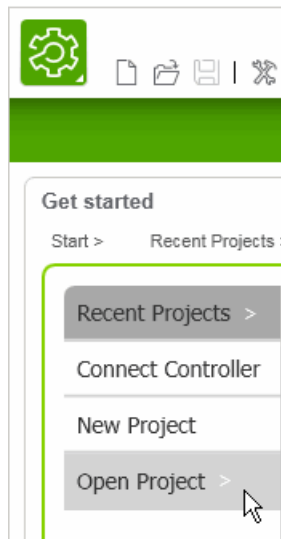 Get started
Start > Recent Projects >
Recent Projects >
Connect Controller
New Project
Open Project >